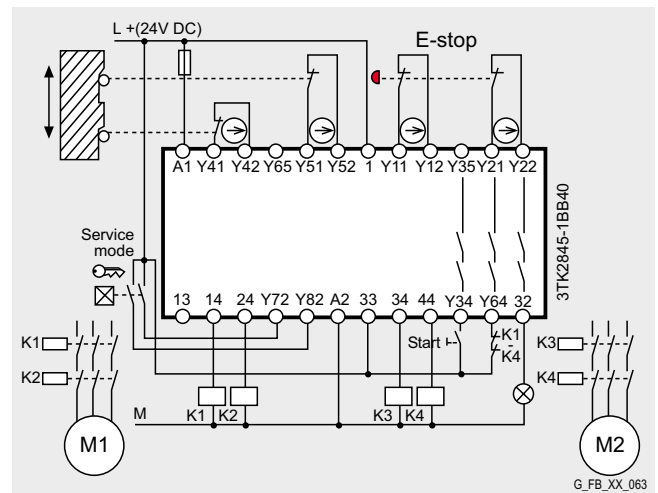 L +(24V DC)
E-stop
A1 Y41 Y42 Y65 Y51 Y52 1 Y11 Y12 Y35 Y21 Y22
3TK2845-1BB40
Service
mode
13 14 24 Y72 Y82 A2 33 34 44 Y34 Y64 32
Start
K1
-
K4
K1
K2
K3
K4
K1 K2
K3 K4
M
M1
M2
G_FB_XX_063